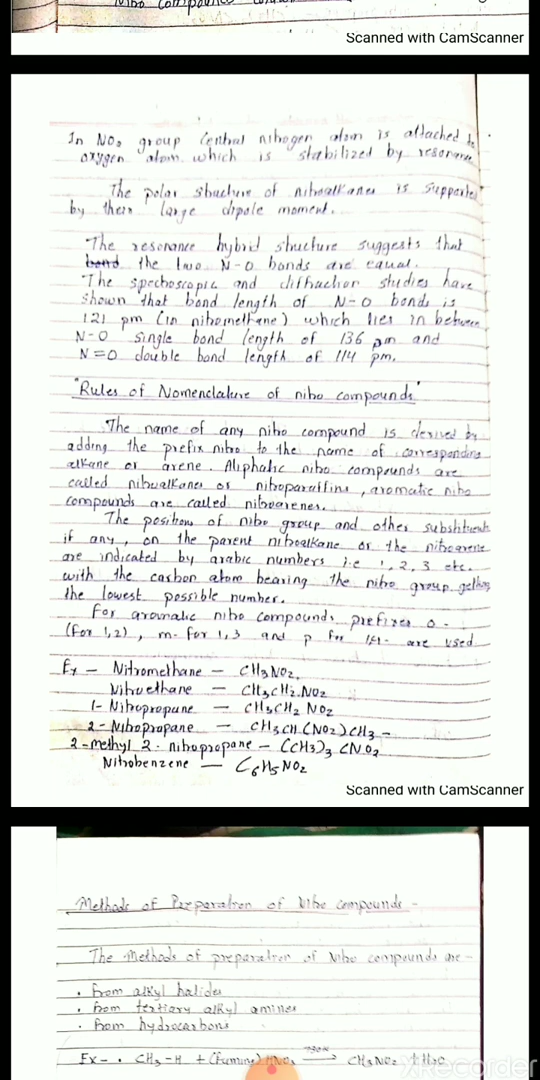 Nitro compounds
Scanned with CamScanner
In NO2 group Central nitrogen atom is attached to
oxygen atom which is stabilized by resonance
The polar structure of nitroalkanes is supported
by their large dipole moment.
The resonance hybrid structure suggests that
bond the two N-O bonds are equal.
The spectroscopic and diffraction studies have
shown that bond length of N-O bonds is
121 pm (in nitromethane) which lies in between
N-O single bond length of 136 pm and
N=O double bond length of 114 pm.
"Rules of Nomenclature of nitro compounds"
The name of any nitro compound is derived by
adding the prefix nitro to the name of corresponding
alkane or arene. Aliphatic nitro compounds are
called nitroalkanes or nitroparaffins, aromatic nitro
compounds are called nitroarenes.
The positions of nitro group and other substituents
if any, on the parent nitroalkane or the nitroarene
are indicated by arabic numbers i.e 1, 2, 3 etc.
with the carbon atom bearing the nitro group getting
the lowest possible number.
For aromatic nitro compounds prefixes o-
(for 1,2), m- for 1,3 and p for 1,4- are used
Ex - Nitromethane - CH3NO2,
Nitroethane - CH3CH2.NO2
1- Nitropropane - CH3CH2 NO2
2- Nitropropane - CH3CH(NO2)CH3 -
2-methyl 2- nitropropane - (CH3)3 CNO2
Nitrobenzene - C6H5NO2
Scanned with CamScanner
Methods of Preparation of Nitro compounds -
The Methods of preparation of Nitro compounds are -
• from alkyl halides
• from tertiary alkyl amines
• from hydrocarbons
Ex- • CH3-H + (fuming) HNO3 → CH3NO2 + H2O
XRecorder